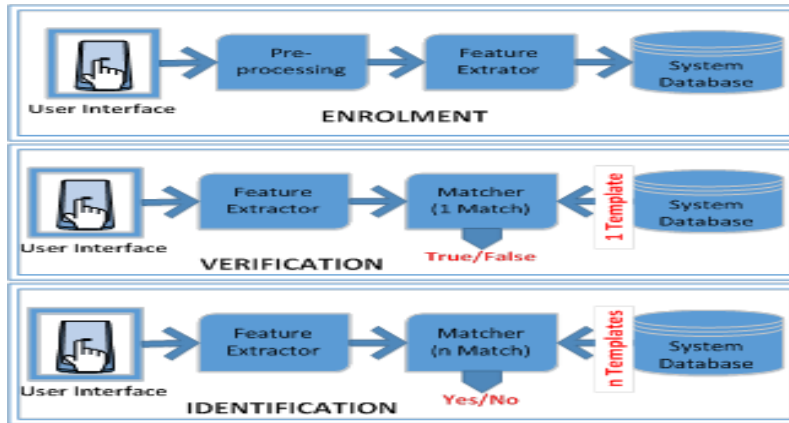 Pre-
processing
Feature
Extrator
System
Database
User Interface
ENROLMENT
Feature
Extractor
Matcher
(1 Match)
1 Template
System
Database
User Interface
VERIFICATION
True/False
Feature
Extractor
Matcher
(n Match)
n Templates
System
Database
User Interface
IDENTIFICATION
Yes/No